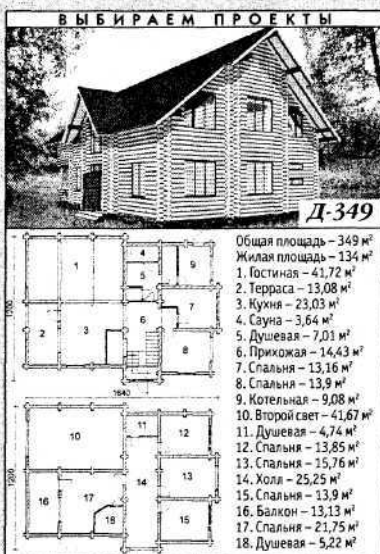 ВЫБИРАЕМ ПРОЕКТЫ
Д-349
Общая площадь – 349 м²
Жилая площадь – 134 м²
1. Гостиная – 41,72 м²
2. Терраса – 13,08 м²
3. Кухня – 23,03 м²
4. Сауна – 3,64 м²
5. Душевая – 7,01 м²
6. Прихожая – 14,43 м²
7. Спальня – 13,16 м²
8. Спальня – 13,9 м²
9. Котельная – 9,08 м²
10. Второй свет – 41,67 м²
11. Душевая – 4,74 м²
12. Спальня – 13,85 м²
13. Спальня – 15,76 м²
14. Холл – 25,25 м²
15. Спальня – 13,9 м²
16. Балкон – 13,13 м²
17. Спальня – 21,75 м²
18. Душевая – 5,22 м²
1
4
9
5
1200
2
3
6
7
8
1640
10
11
12
1200
13
14
16
17
18
15